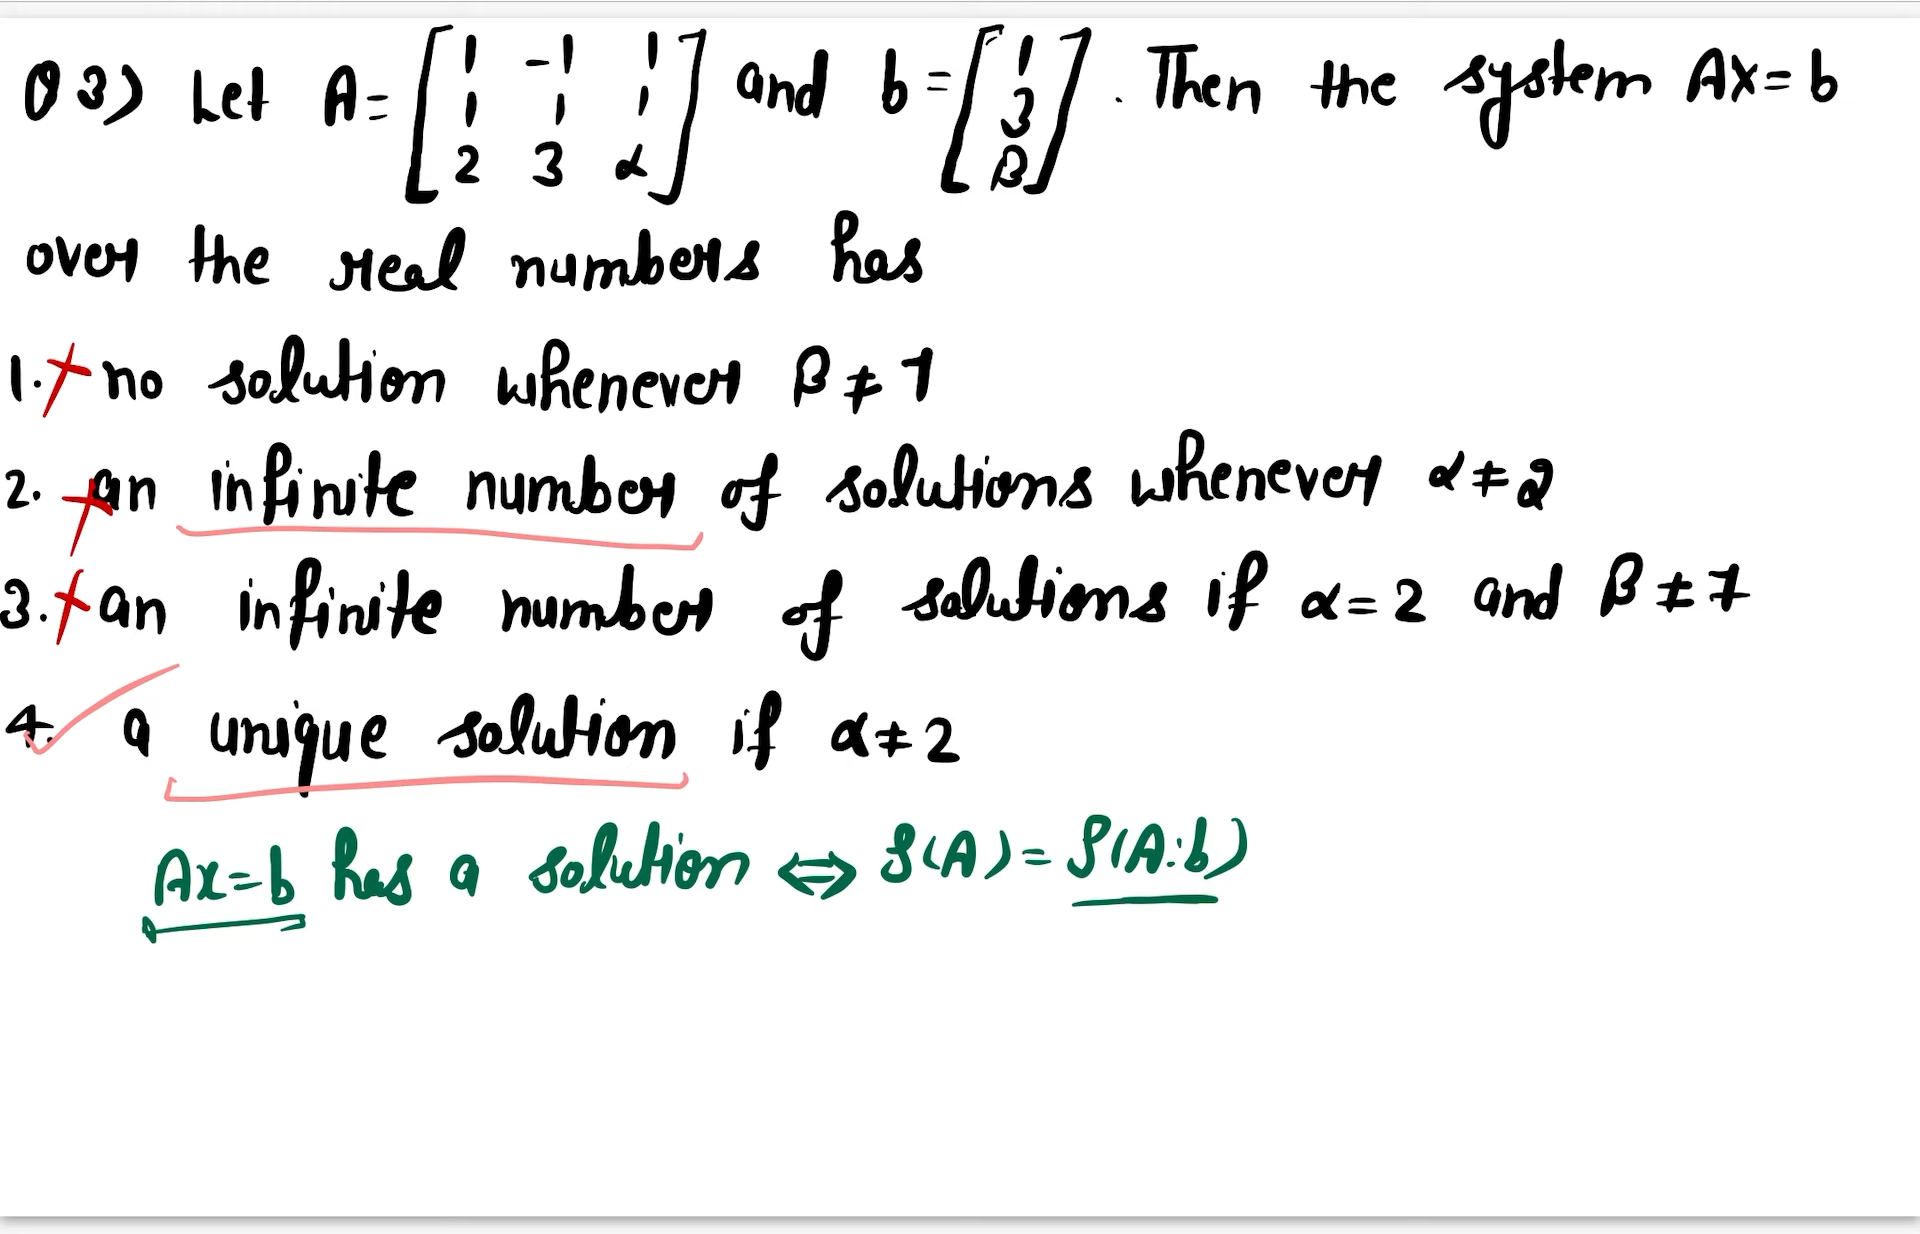 Q3) Let A = [1 -1 1; 1 1 1; 2 3 α] and b = [1; 3; β]. Then the system AX = b
over the real numbers has
1. no solution whenever β ≠ 7
2. an infinite number of solutions whenever α ≠ 2
3. an infinite number of solutions if α = 2 and β ≠ 7
4. a unique solution if α ≠ 2
Ax = b has a solution ⇔ ρ(A) = ρ(A:b)